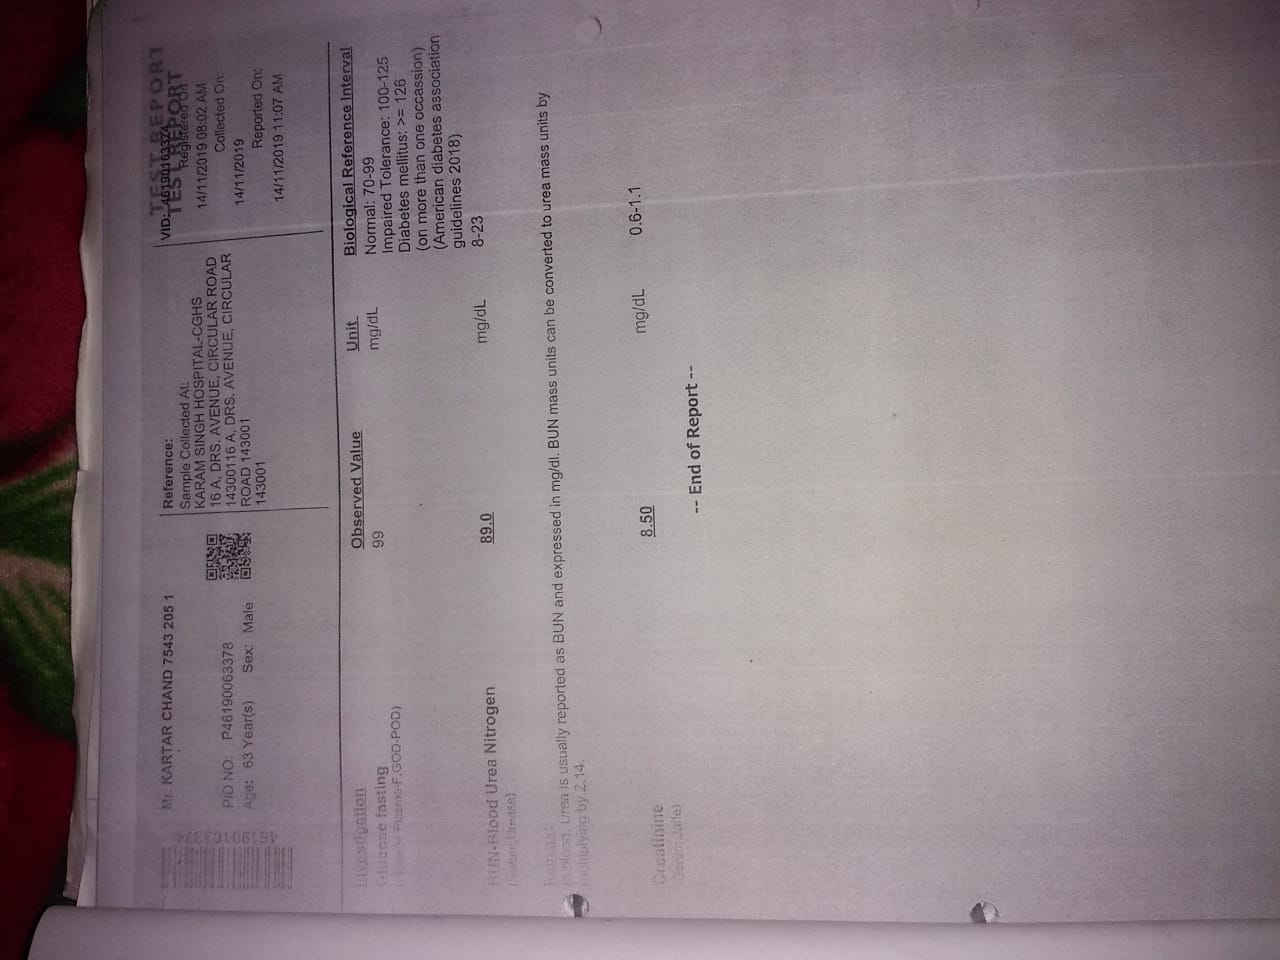 TEST REPORT
TEST REPORT
Mr. KARTAR CHAND 7543 205 1
PID NO: P46190063378
Age: 63 Year(s) Sex: Male
Reference:
Sample Collected At:
KARAM SINGH HOSPITAL-CGHS
16 A, DRS. AVENUE, CIRCULAR ROAD
14300116 A, DRS. AVENUE, CIRCULAR
ROAD 143001
143001
VID: 46190163374
Registered On:
14/11/2019 08:02 AM
Collected On:
14/11/2019
Reported On:
14/11/2019 11:07 AM
46190163374
Investigation Observed Value Unit Biological Reference Interval
Glucose fasting 99 mg/dL Normal: 70-99
Impaired Tolerance: 100-125
Diabetes mellitus: >= 126
(on more than one occassion)
(American diabetes association
guidelines 2018)
Plasma-F,GOD-POD)
BUN-Blood Urea Nitrogen 89.0 mg/dL 8-23
(Serum,Urease)
Remarks:
In blood, Urea is usually reported as BUN and expressed in mg/dl. BUN mass units can be converted to urea mass units by
multiplying by 2.14.
Creatinine 8.50 mg/dL 0.6-1.1
(Serum,Jaffe)
-- End of Report --